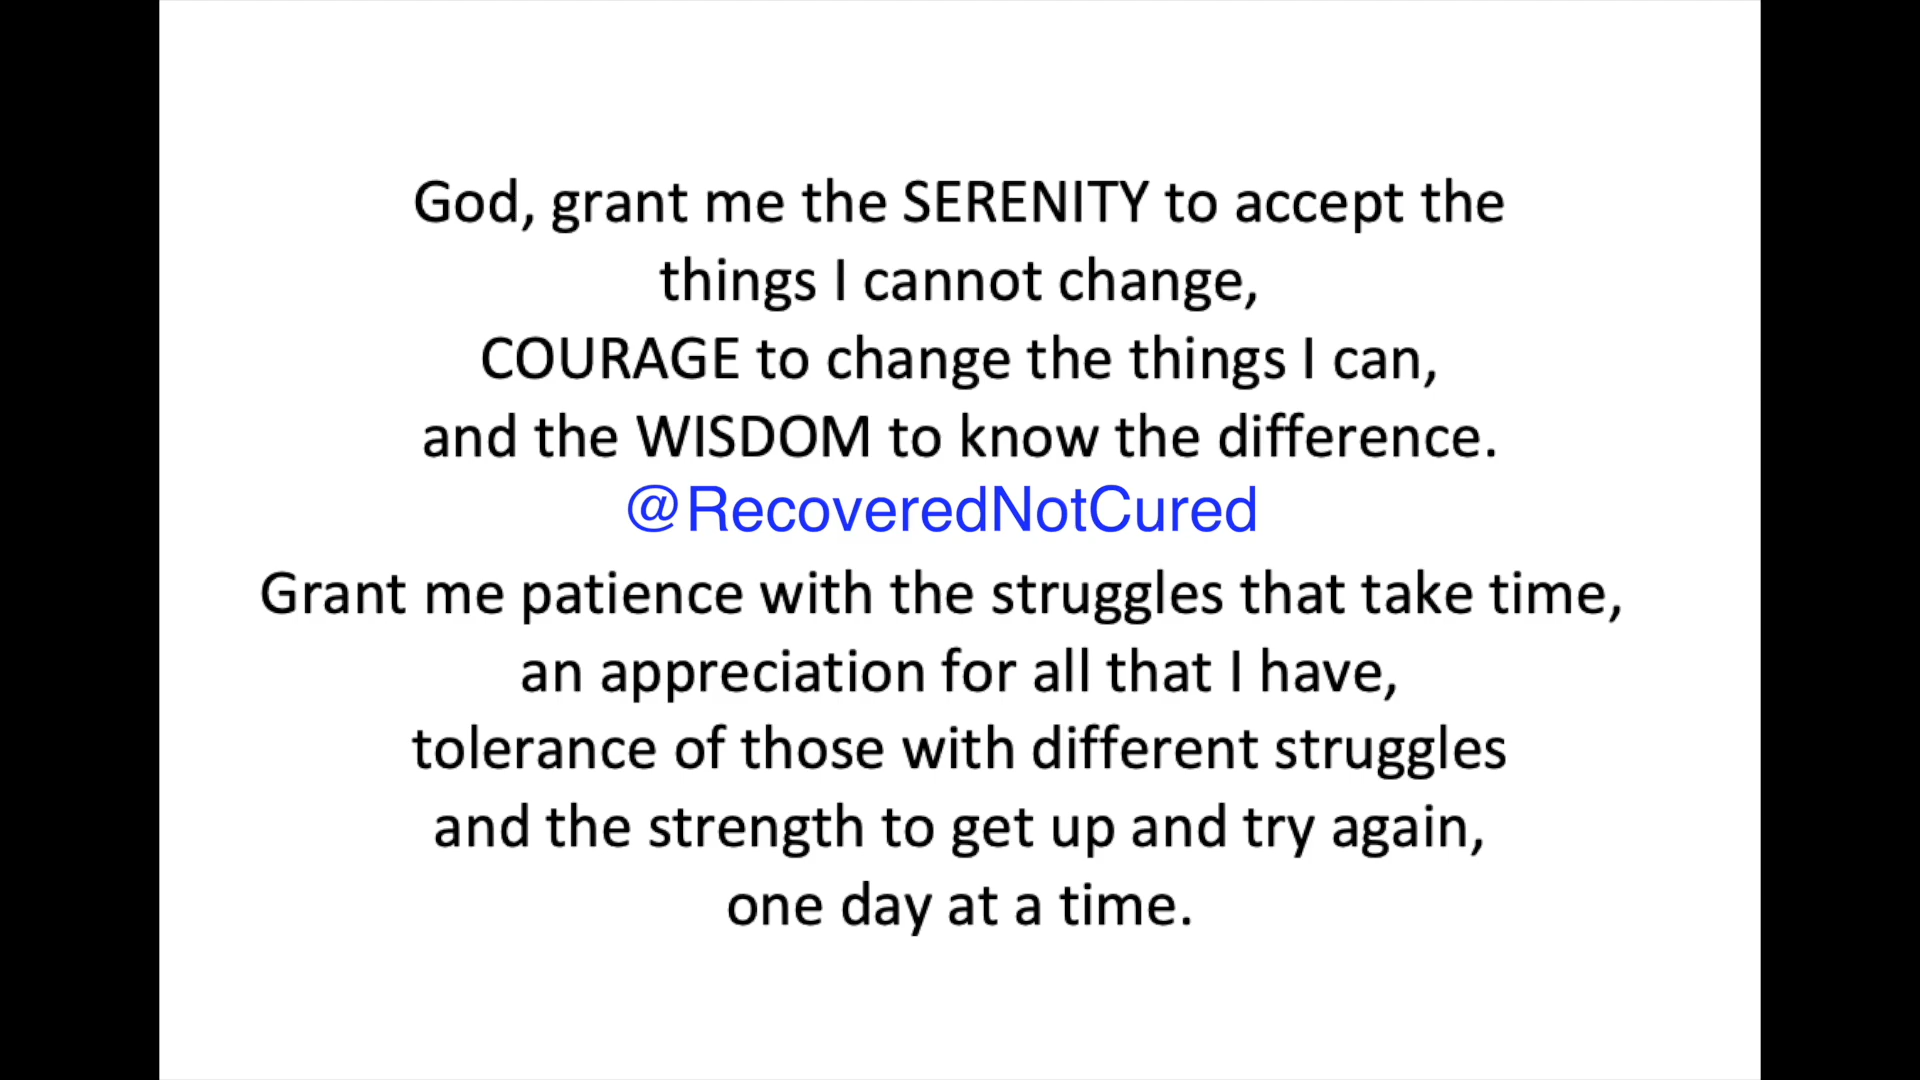 God, grant me the SERENITY to accept the
things I cannot change,
COURAGE to change the things I can,
and the WISDOM to know the difference.
@RecoveredNotCured
Grant me patience with the struggles that take time,
an appreciation for all that I have,
tolerance of those with different struggles
and the strength to get up and try again,
one day at a time.